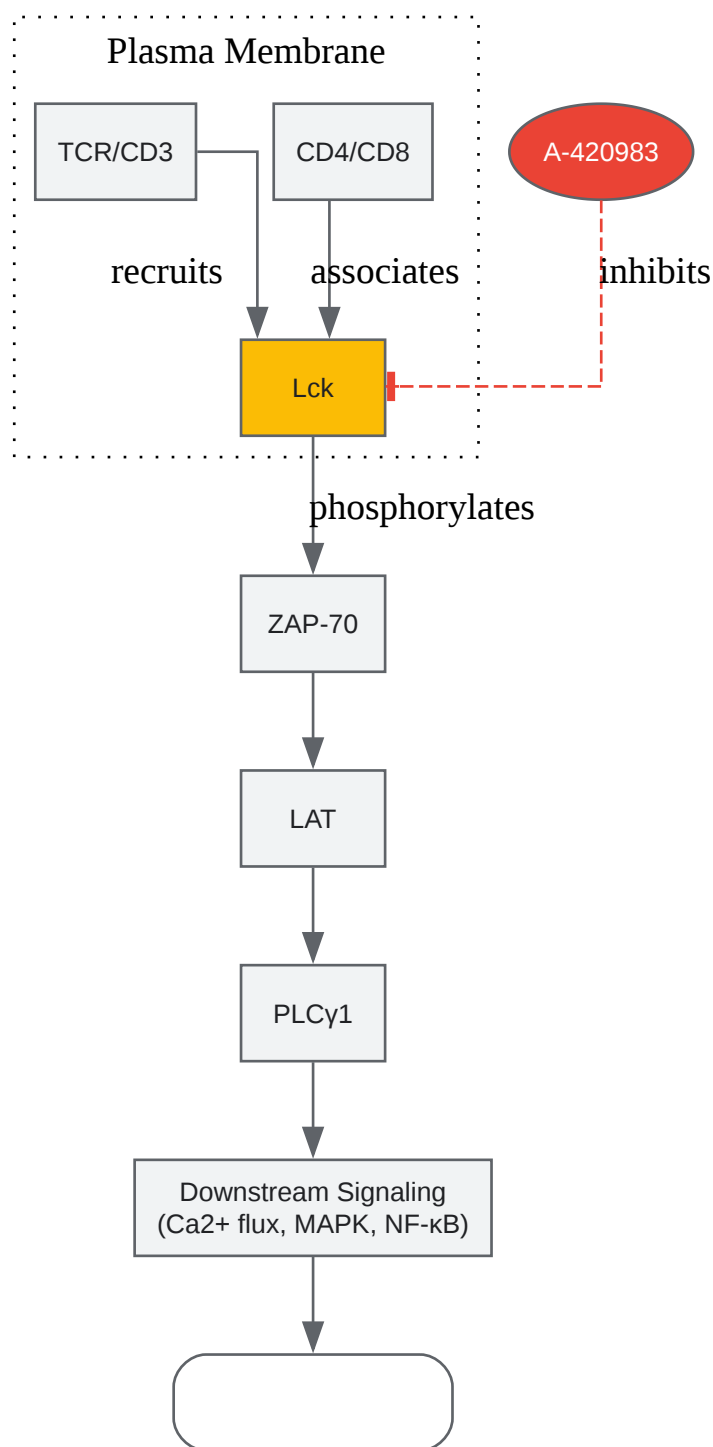 Plasma Membrane
TCR/CD3
CD4/CD8
A-420983
recruits
associates
inhibits
Lck
phosphorylates
ZAP-70
LAT
PLCγ1
Downstream Signaling
(Ca2+ flux, MAPK, NF-κB)